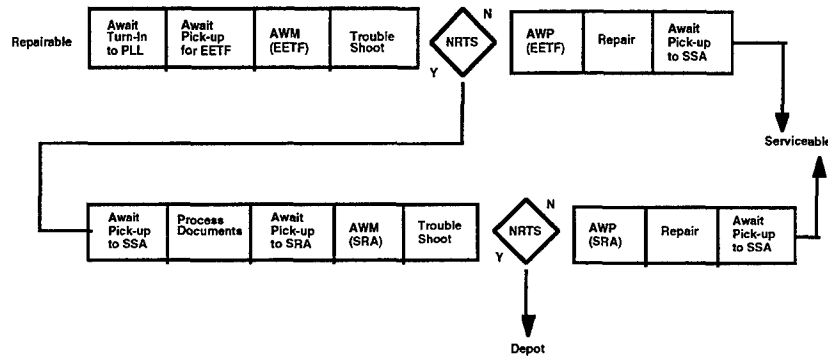 Repairable
Await
Turn-In
to PLL
Await
Pick-up
for EETF
AWM
(EETF)
Trouble
Shoot
NRTS
N
Y
AWP
(EETF)
Repair
Await
Pick-up
to SSA
Serviceable
Await
Pick-up
to SSA
Process
Documents
Await
Pick-up
to SRA
AWM
(SRA)
Trouble
Shoot
NRTS
N
Y
AWP
(SRA)
Repair
Await
Pick-up
to SSA
Depot